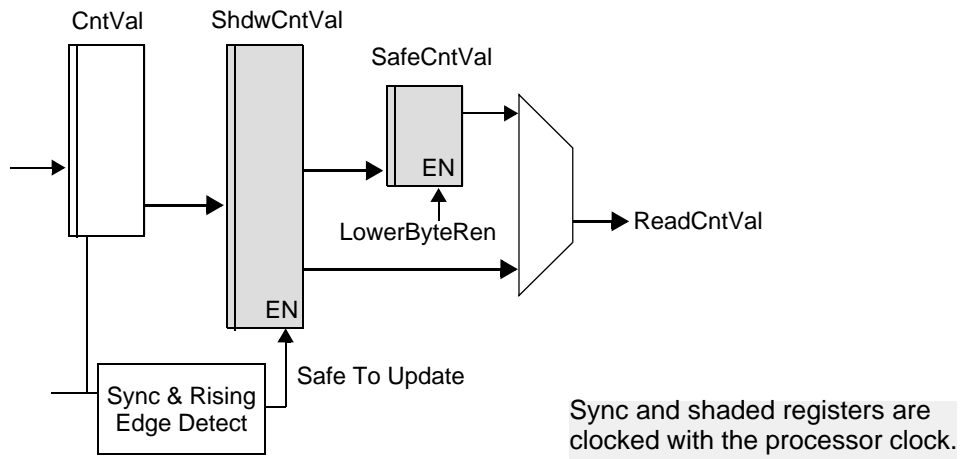 CntVal
ShdwCntVal
SafeCntVal
EN
LowerByteRen
ReadCntVal
EN
Safe To Update
Sync & Rising
Edge Detect
Sync and shaded registers are
clocked with the processor clock.